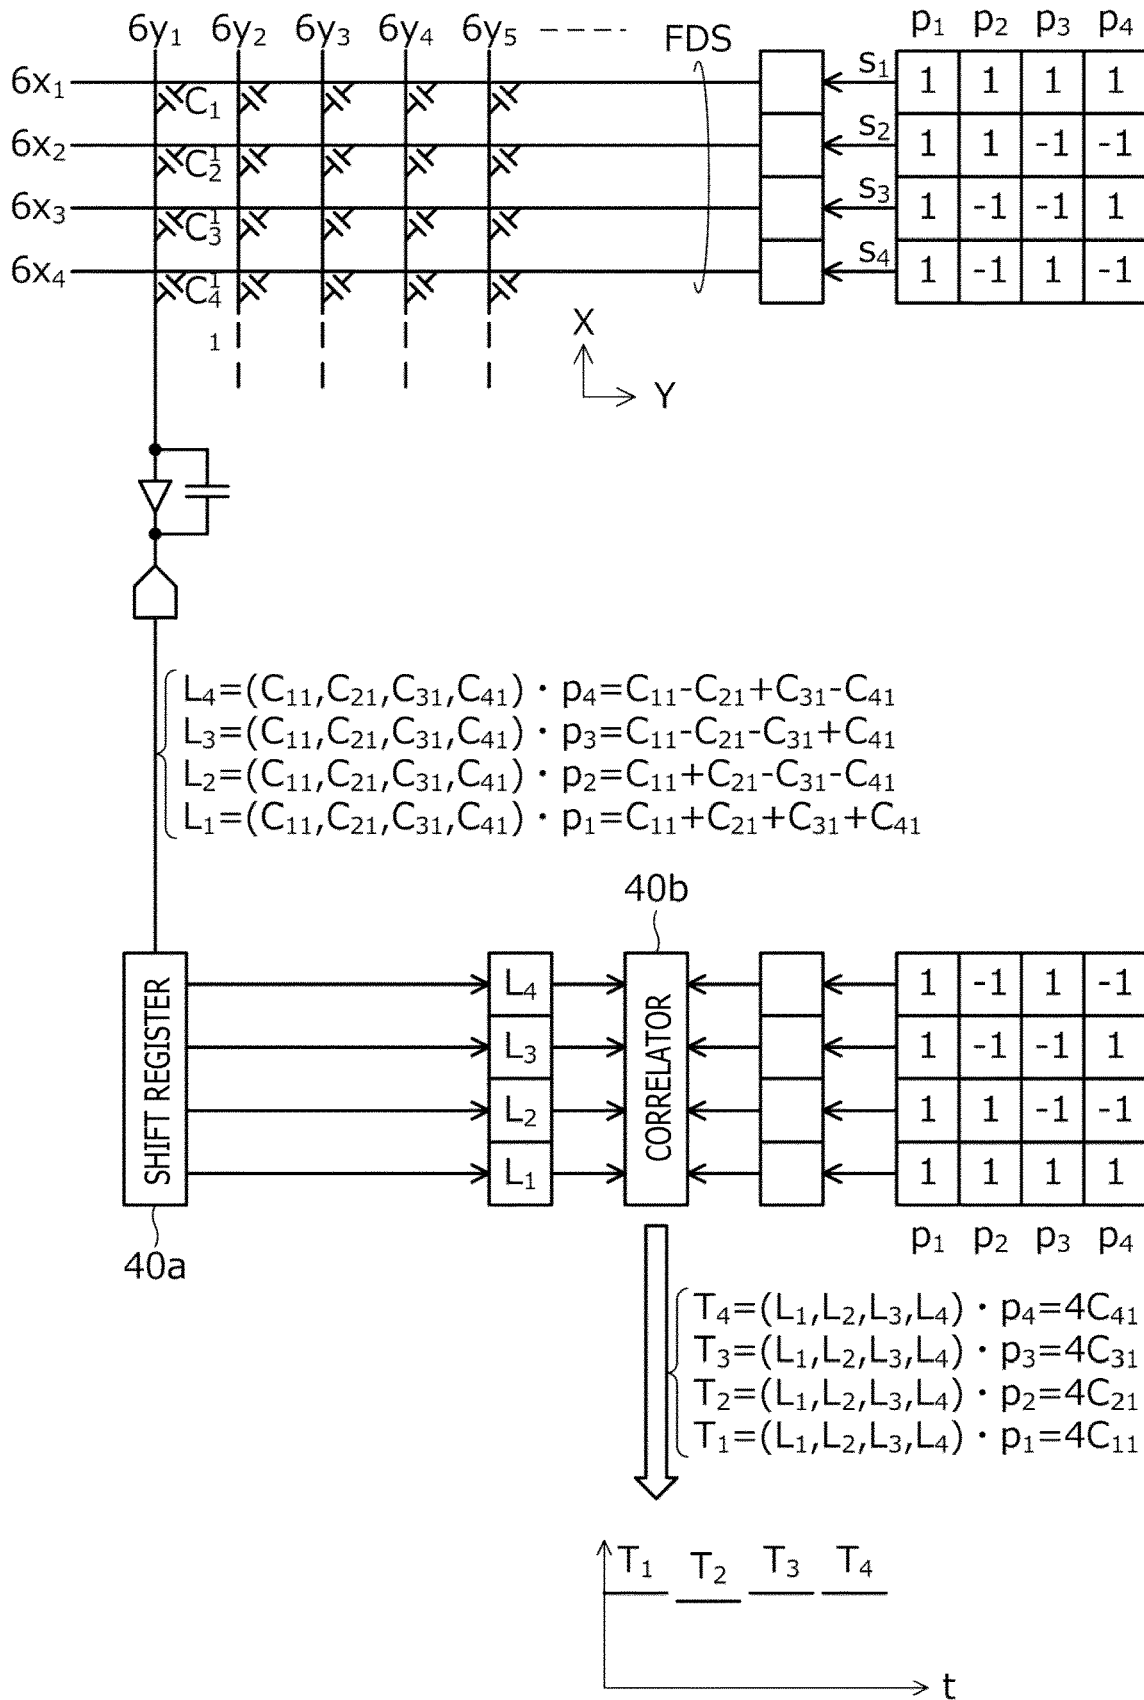 6y₁ 6y₂ 6y₃ 6y₄ 6y₅ ----- FDS p₁ p₂ p₃ p₄
6x₁ C₁₁ s₁ 1 1 1 1
6x₂ C₂₁ s₂ 1 1 -1 -1
6x₃ C₃₁ s₃ 1 -1 -1 1
6x₄ C₄₁ s₄ 1 -1 1 -1
X
Y
L₄=(C₁₁,C₂₁,C₃₁,C₄₁)・p₄=C₁₁-C₂₁+C₃₁-C₄₁
L₃=(C₁₁,C₂₁,C₃₁,C₄₁)・p₃=C₁₁-C₂₁-C₃₁+C₄₁
L₂=(C₁₁,C₂₁,C₃₁,C₄₁)・p₂=C₁₁+C₂₁-C₃₁-C₄₁
L₁=(C₁₁,C₂₁,C₃₁,C₄₁)・p₁=C₁₁+C₂₁+C₃₁+C₄₁
40b
SHIFT REGISTER
CORRELATOR
L₄ 1 -1 1 -1
L₃ 1 -1 -1 1
L₂ 1 1 -1 -1
L₁ 1 1 1 1
40a
p₁ p₂ p₃ p₄
T₄=(L₁,L₂,L₃,L₄)・p₄=4C₄₁
T₃=(L₁,L₂,L₃,L₄)・p₃=4C₃₁
T₂=(L₁,L₂,L₃,L₄)・p₂=4C₂₁
T₁=(L₁,L₂,L₃,L₄)・p₁=4C₁₁
T₁ T₂ T₃ T₄
t